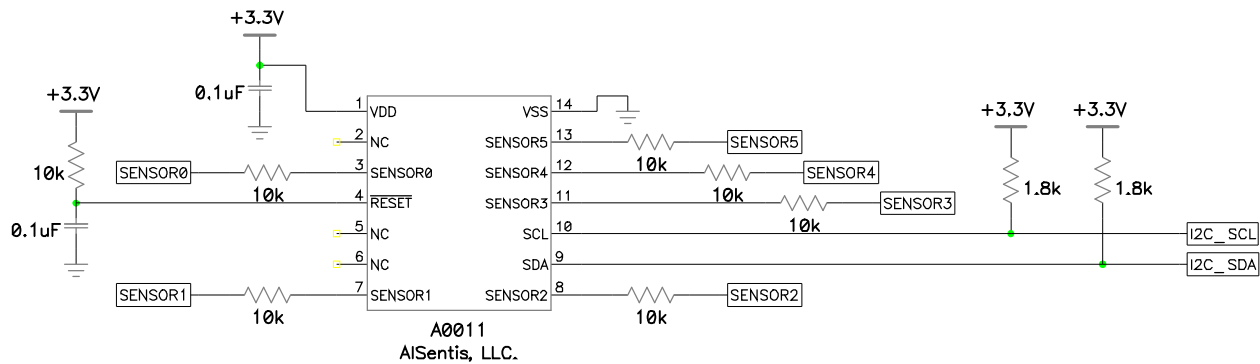 +3.3V
+3.3V
0.1uF
10k
0.1uF
SENSOR0
10k
SENSOR1
10k
1 VDD
2 NC
3 SENSOR0
4 RESET
5 NC
6 NC
7 SENSOR1
VSS 14
SENSOR5 13
SENSOR4 12
SENSOR3 11
SCL 10
SDA 9
SENSOR2 8
A0011
AISentis, LLC.
10k
SENSOR5
10k
SENSOR4
10k
SENSOR3
10k
SENSOR2
+3.3V
+3.3V
1.8k
1.8k
I2C_SCL
I2C_SDA